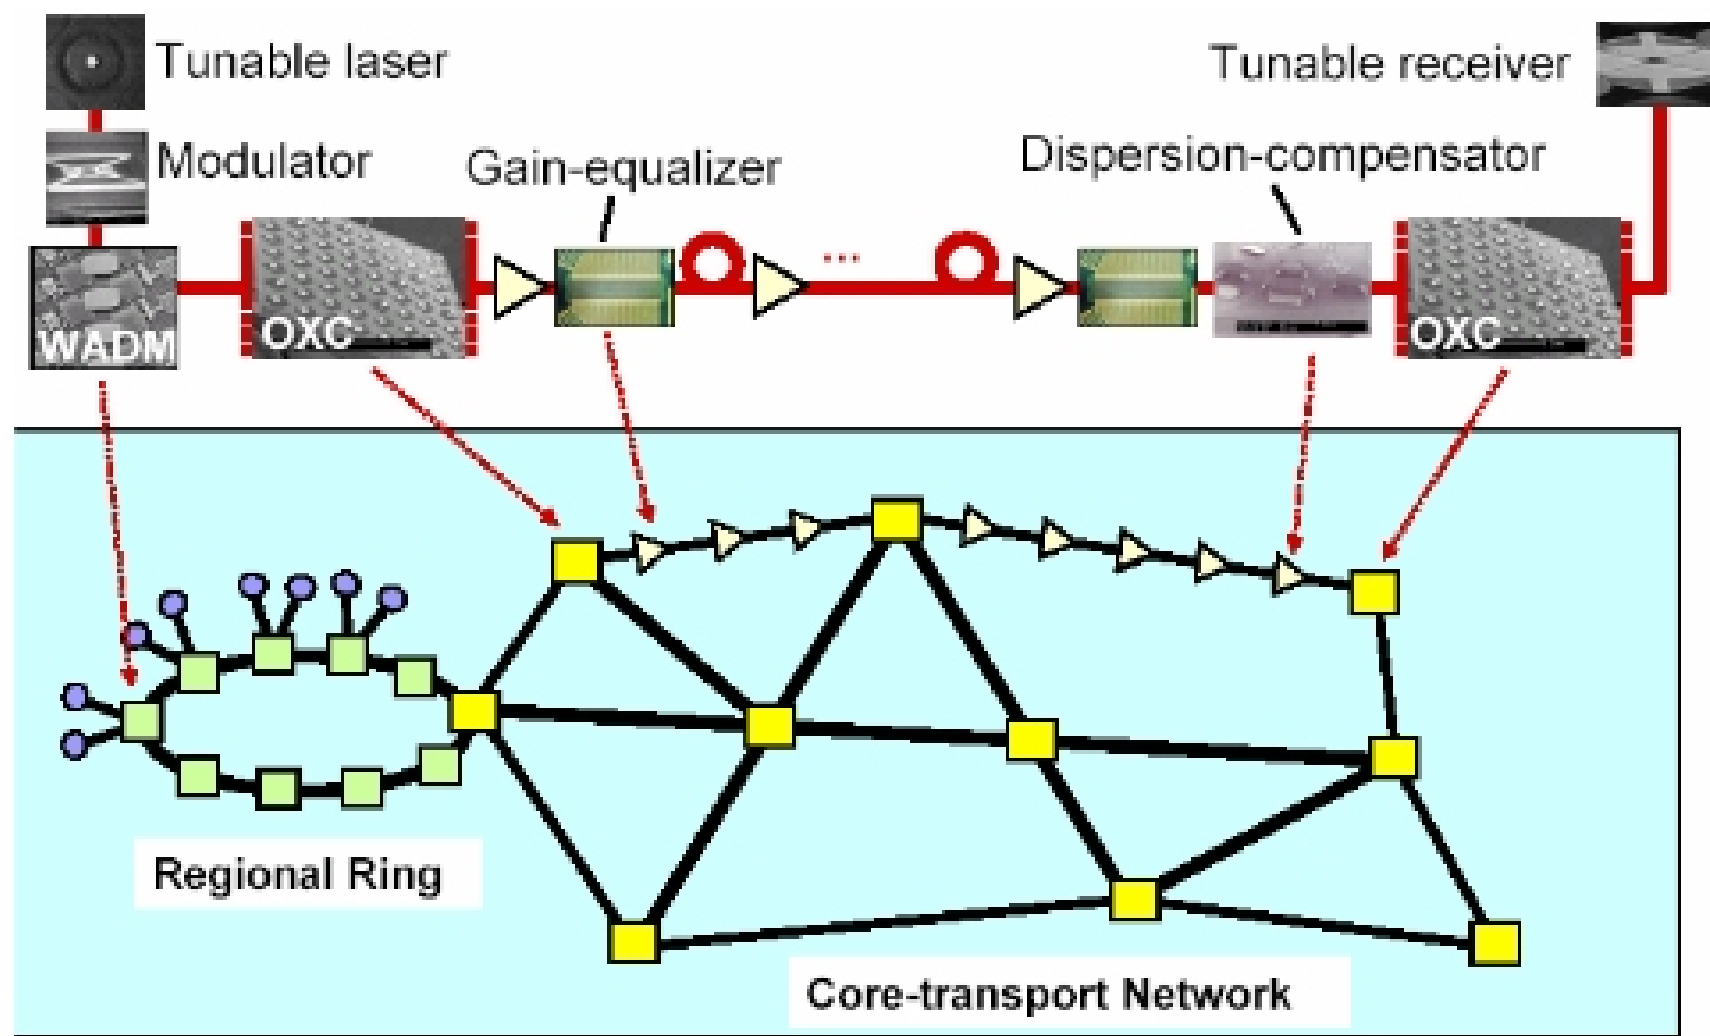 Tunable laser
Tunable receiver
Modulator
Gain-equalizer
Dispersion-compensator
...
WADM
OXC
OXC
Regional Ring
Core-transport Network